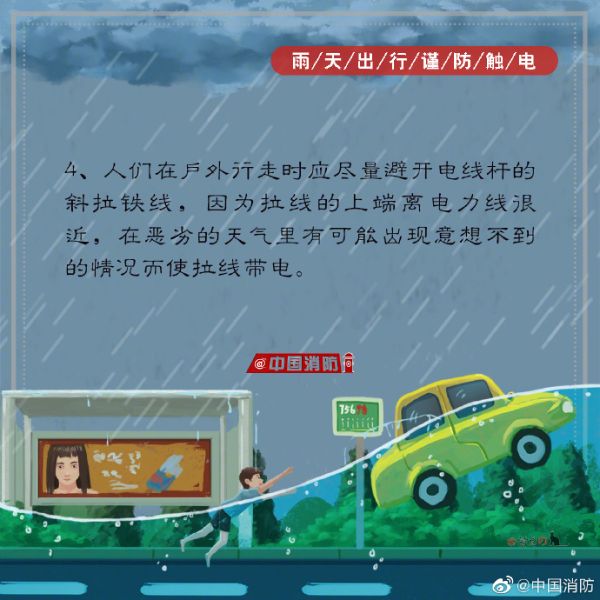 雨/天/出/行/谨/防/触/电
4、人们在户外行走时应尽量避开电线杆的
斜拉铁线，因为拉线的上端离电力线很
近，在恶劣的天气里有可能出现意想不到
的情况而使拉线带电。
@中国消防
@中国消防